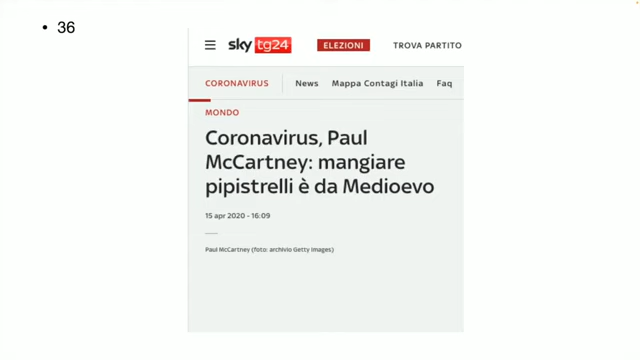 • 36
sky tg24 ELEZIONI TROVA PARTITO
CORONAVIRUS News Mappa Contagi Italia Faq
MONDO
Coronavirus, Paul
McCartney: mangiare
pipistrelli è da Medioevo
15 apr 2020 - 16:09
Paul McCartney (foto: archivio Getty Images)